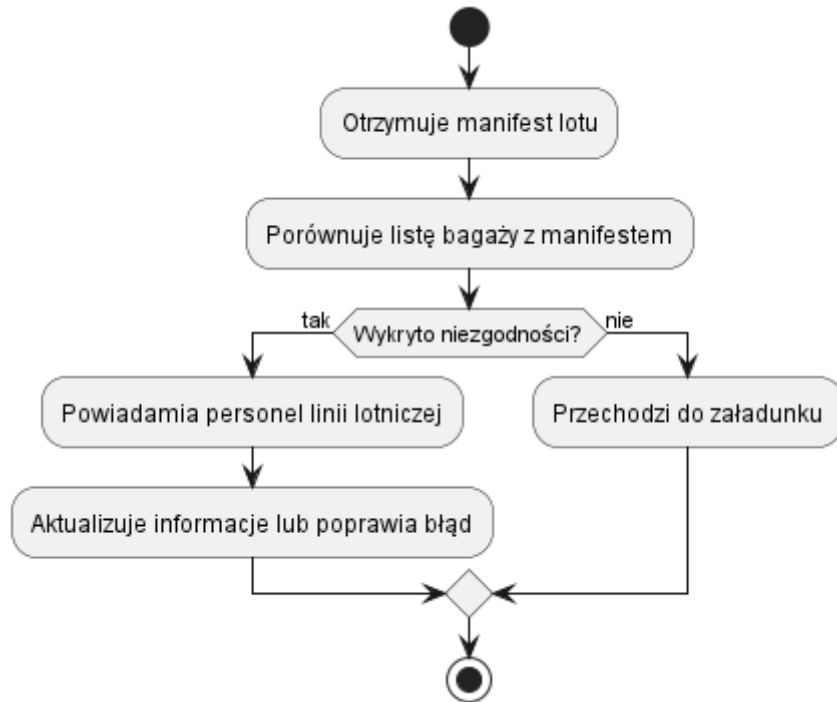 Otrzymuje manifest lotu
Porównuje listę bagaży z manifestem
tak
Wykryto niezgodności?
nie
Powiadamia personel linii lotniczej
Przechodzi do załadunku
Aktualizuje informacje lub poprawia błąd